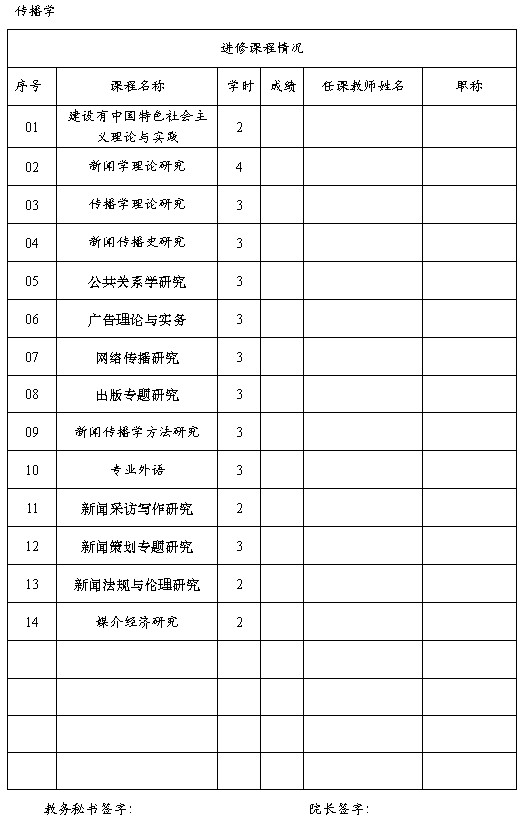 传播学
进修课程情况
序号 课程名称 学时 成绩 任课教师姓名 职称
01 建设有中国特色社会主
义理论与实践 2
02 新闻学理论研究 4
03 传播学理论研究 3
04 新闻传播史研究 3
05 公共关系学研究 3
06 广告理论与实务 3
07 网络传播研究 3
08 出版专题研究 3
09 新闻传播学方法研究 3
10 专业外语 3
11 新闻采访写作研究 2
12 新闻策划专题研究 3
13 新闻法规与伦理研究 2
14 媒介经济研究 2
教务秘书签字: 院长签字: